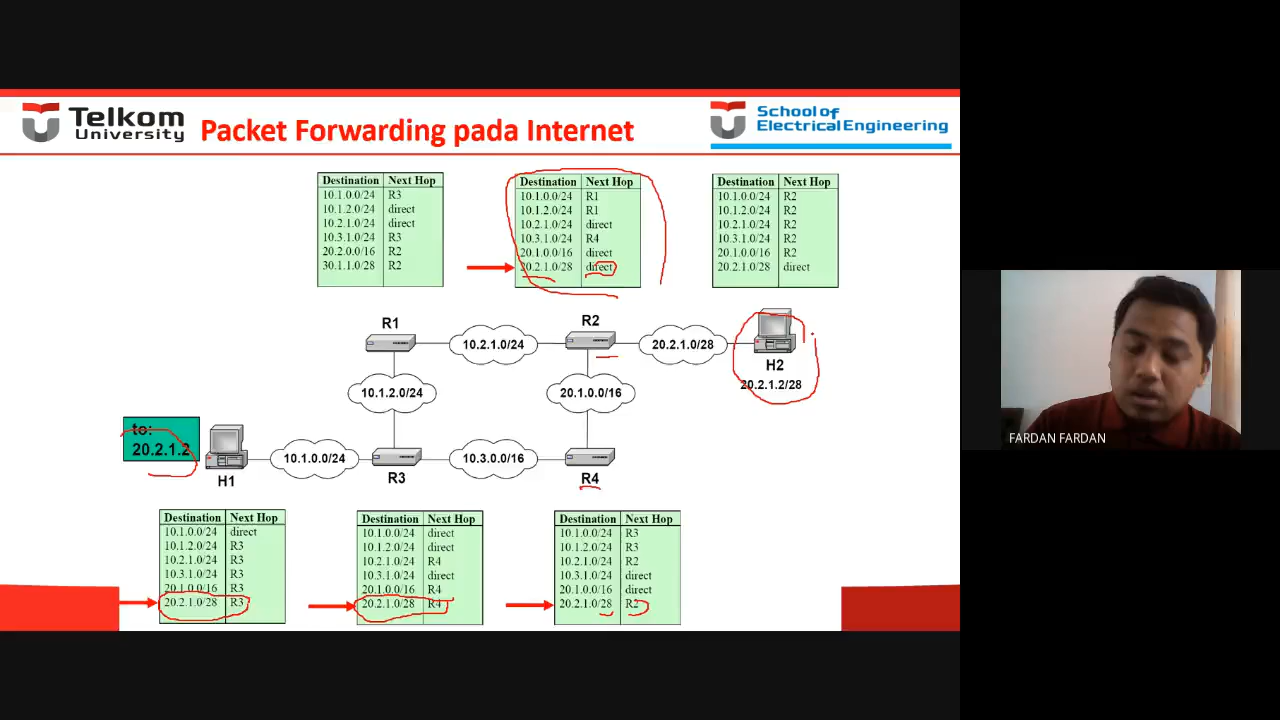 Telkom
University
Packet Forwarding pada Internet
School of
Electrical Engineering
Destination Next Hop
10.1.0.0/24 R3
10.1.2.0/24 direct
10.2.1.0/24 direct
10.3.1.0/24 R3
20.2.0.0/16 R2
30.1.1.0/28 R2
Destination Next Hop
10.1.0.0/24 R1
10.1.2.0/24 R1
10.2.1.0/24 direct
10.3.1.0/24 R4
20.1.0.0/16 direct
20.2.1.0/28 direct
Destination Next Hop
10.1.0.0/24 R2
10.1.2.0/24 R2
10.2.1.0/24 R2
10.3.1.0/24 R2
20.1.0.0/16 R2
20.2.1.0/28 direct
R1
R2
10.2.1.0/24
20.2.1.0/28
H2
20.2.1.2/28
10.1.2.0/24
20.1.0.0/16
to:
20.2.1.2
H1
10.1.0.0/24
R3
10.3.0.0/16
R4
Destination Next Hop
10.1.0.0/24 direct
10.1.2.0/24 R3
10.2.1.0/24 R3
10.3.1.0/24 R3
20.1.0.0/16 R3
20.2.1.0/28 R3
Destination Next Hop
10.1.0.0/24 direct
10.1.2.0/24 direct
10.2.1.0/24 R4
10.3.1.0/24 direct
20.1.0.0/16 R4
20.2.1.0/28 R4
Destination Next Hop
10.1.0.0/24 R3
10.1.2.0/24 R3
10.2.1.0/24 R2
10.3.1.0/24 direct
20.1.0.0/16 direct
20.2.1.0/28 R2
FARDAN FARDAN